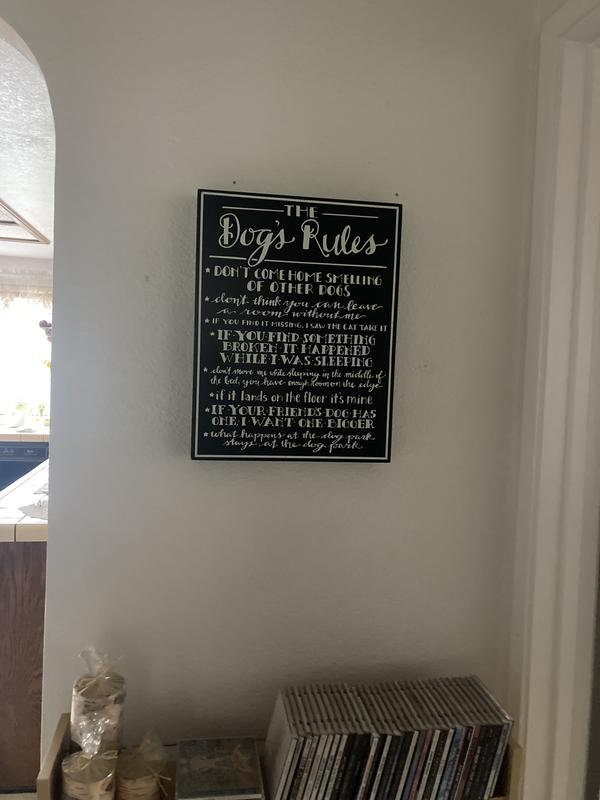 THE
Dog's Rules
★ DON'T COME HOME SMELLING
OF OTHER DOGS
★ don't think you can leave
a room without me
★ IF YOU FIND IT MISSING, I SAW THE CAT TAKE IT
★ IF YOU FIND SOMETHING
BROKEN IT HAPPENED
WHILE I WAS SLEEPING
★ don't move me while sleeping in the middle of
the bed, you have enough room on the edge
★ if it lands on the floor it's mine
★ IF YOUR FRIEND'S DOG HAS
ONE, I WANT ONE BIGGER
★ what happens at the dog park
stays at the dog park